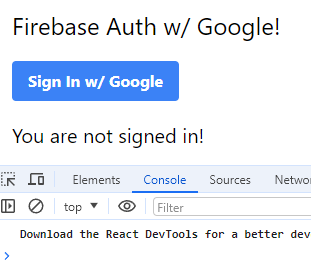 Firebase Auth w/ Google!
Sign In w/ Google
You are not signed in!
Elements Console Sources Networ
top Filter
Download the React DevTools for a better dev